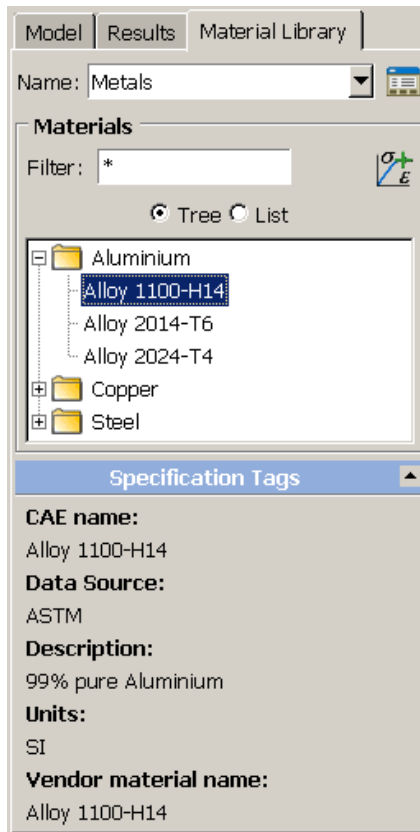 Model Results Material Library
Name: Metals
Materials
Filter: *
Tree List
Aluminium
Alloy 1100-H14
Alloy 2014-T6
Alloy 2024-T4
Copper
Steel
Specification Tags
CAE name:
Alloy 1100-H14
Data Source:
ASTM
Description:
99% pure Aluminium
Units:
SI
Vendor material name:
Alloy 1100-H14